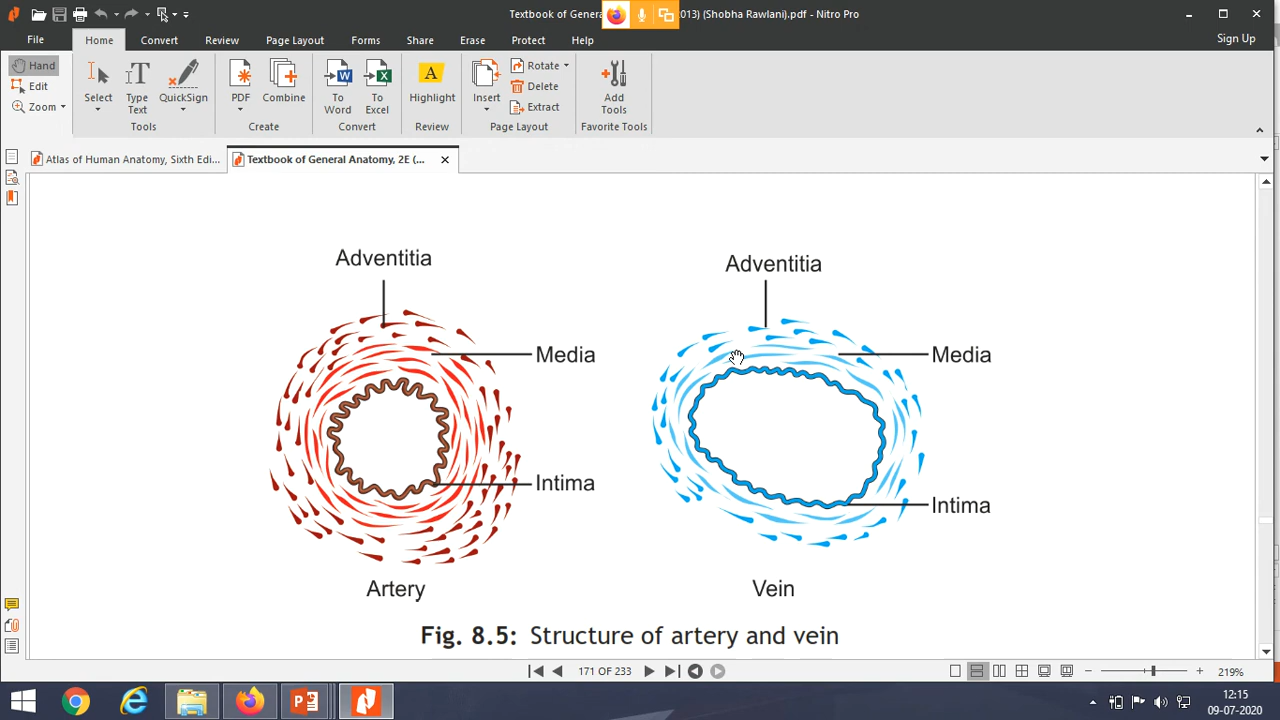 Textbook of Gener 013) (Shobha Rawlani).pdf - Nitro Pro
File Home Convert Review Page Layout Forms Share Erase Protect Help Sign Up
Hand
Edit
Zoom
Select
Type Text
QuickSign
PDF
Combine
To Word
To Excel
Highlight
Insert
Rotate
Delete
Extract
Add Tools
Tools Create Convert Review Page Layout Favorite Tools
Atlas of Human Anatomy, Sixth Edi... Textbook of General Anatomy, 2E (...
Adventitia
Media
Intima
Artery
Adventitia
Media
Intima
Vein
Fig. 8.5: Structure of artery and vein
171 OF 233
219%
12:15
09-07-2020